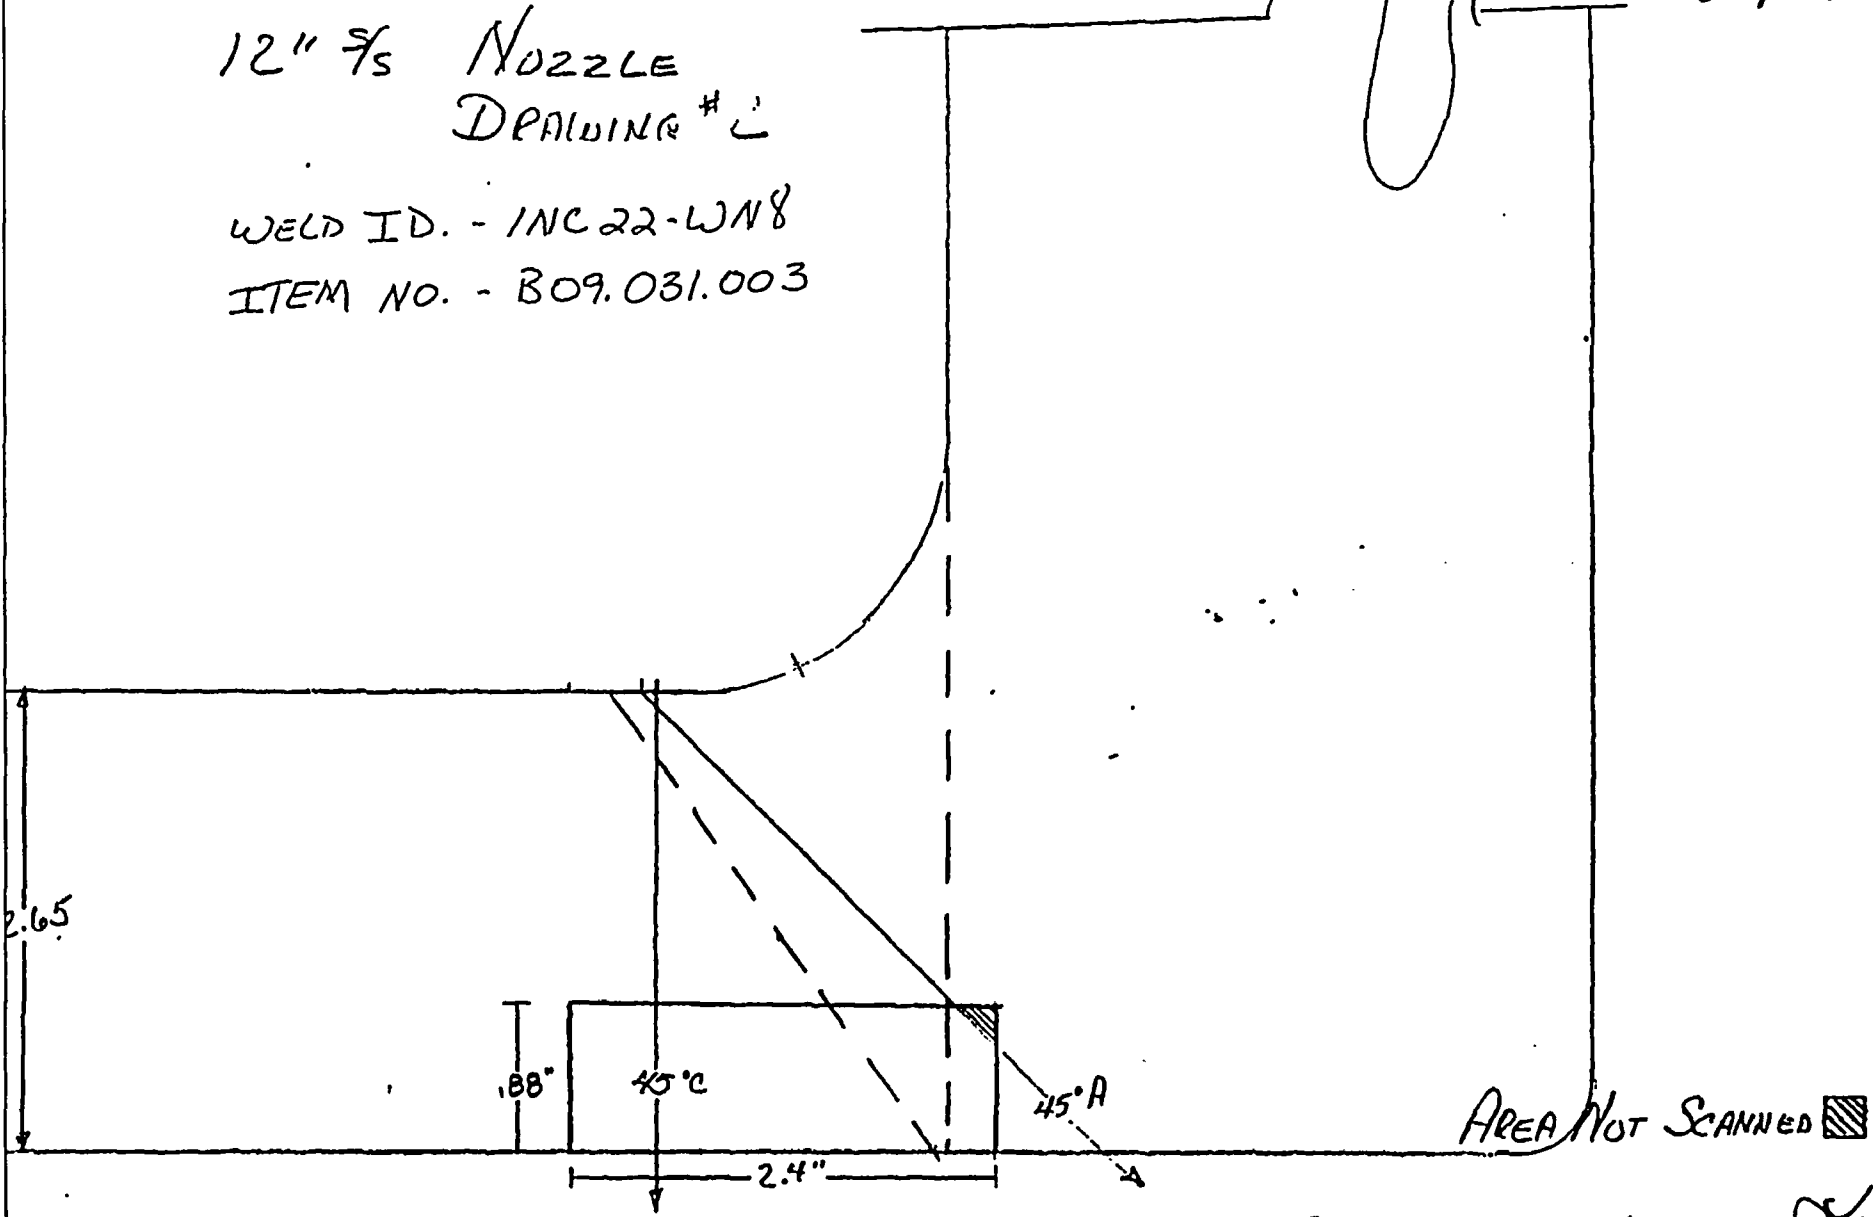 12" S/S NOZZLE
DRAWING #
WELD ID. - INC22-WN8
ITEM NO. - B09.031.003
2.65
.88"
45°C
45°A
2.4"
AREA NOT SCANNED